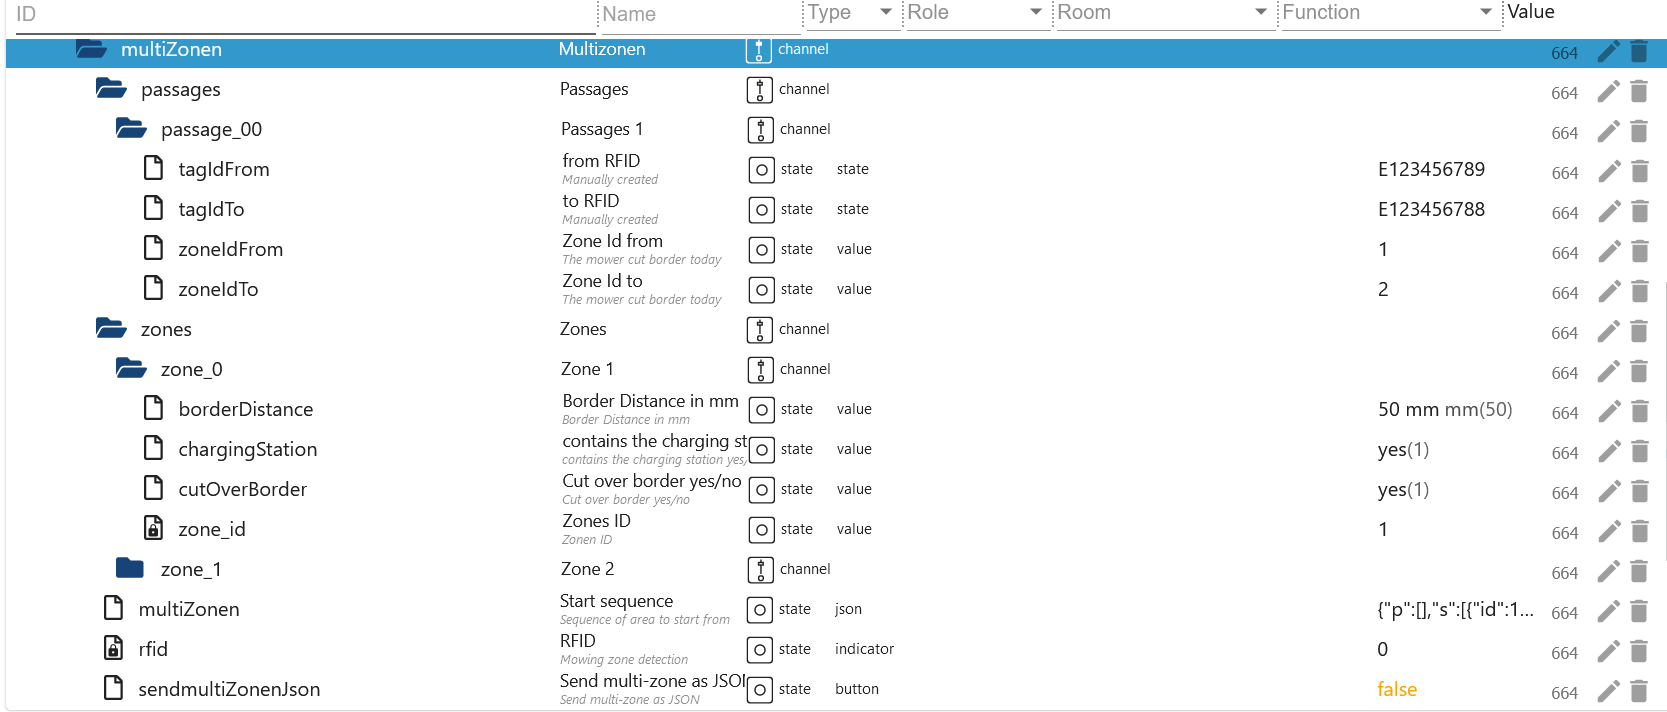 ID Name Type Role Room Function Value
multiZonen Multizonen channel 664
passages Passages channel 664
passage_00 Passages 1 channel 664
tagIdFrom from RFID state state E123456789 664
Manually created
tagIdTo to RFID state state E123456788 664
Manually created
zoneIdFrom Zone Id from state value 1 664
The mower cut border today
zoneIdTo Zone Id to state value 2 664
The mower cut border today
zones Zones channel 664
zone_0 Zone 1 channel 664
borderDistance Border Distance in mm state value 50 mm mm(50) 664
Border Distance in mm
chargingStation contains the charging st state value yes(1) 664
contains the charging station yes/
cutOverBorder Cut over border yes/no state value yes(1) 664
Cut over border yes/no
zone_id Zones ID state value 1 664
Zonen ID
zone_1 Zone 2 channel 664
multiZonen Start sequence state json {"p":[],"s":[{"id":1... 664
Sequence of area to start from
rfid RFID state indicator 0 664
Mowing zone detection
sendmultiZonenJson Send multi-zone as JSON state button false 664
Send multi-zone as JSON